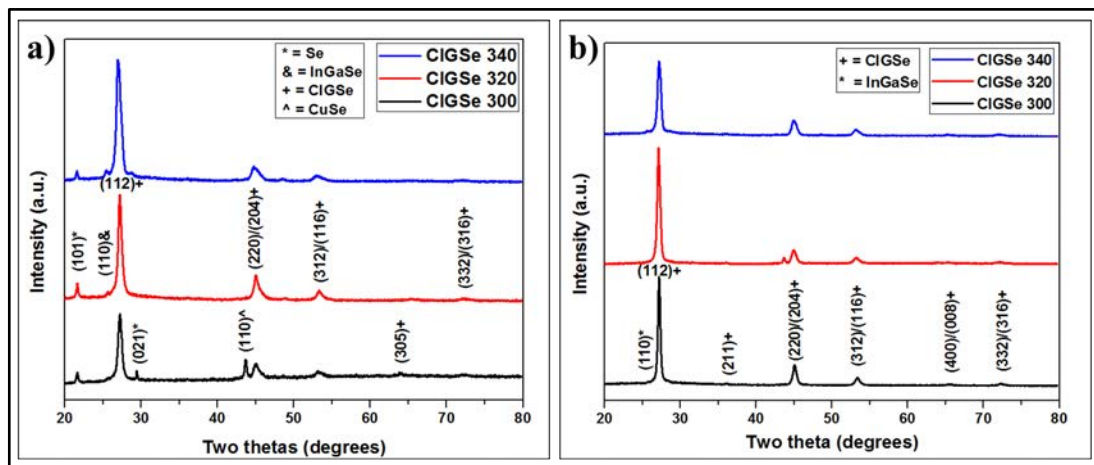 a)
* = Se
& = InGaSe
+ = CIGSe
^ = CuSe
CIGSe 340
CIGSe 320
CIGSe 300
Intensity (a.u.)
(101)*
(110)&
(112)+
(021)*
(110)^
(220)/(204)+
(312)/(116)+
(305)+
(332)/(316)+
20 30 40 50 60 70 80
Two thetas (degrees)
b)
+ = CIGSe
* = InGaSe
CIGSe 340
CIGSe 320
CIGSe 300
Intensity (a.u.)
(110)*
(112)+
(211)+
(220)/(204)+
(312)/(116)+
(400)/(008)+
(332)/(316)+
20 30 40 50 60 70 80
Two theta (degrees)